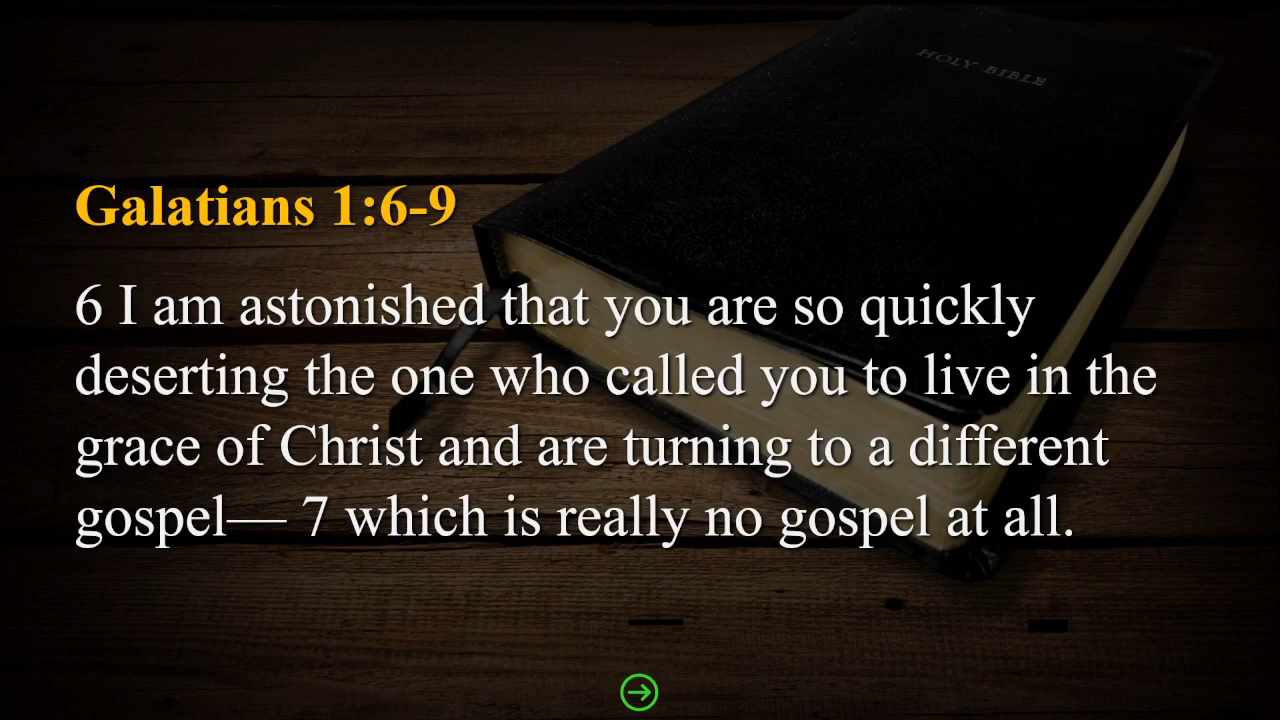 HOLY BIBLE
Galatians 1:6-9
6 I am astonished that you are so quickly
deserting the one who called you to live in the
grace of Christ and are turning to a different
gospel— 7 which is really no gospel at all.